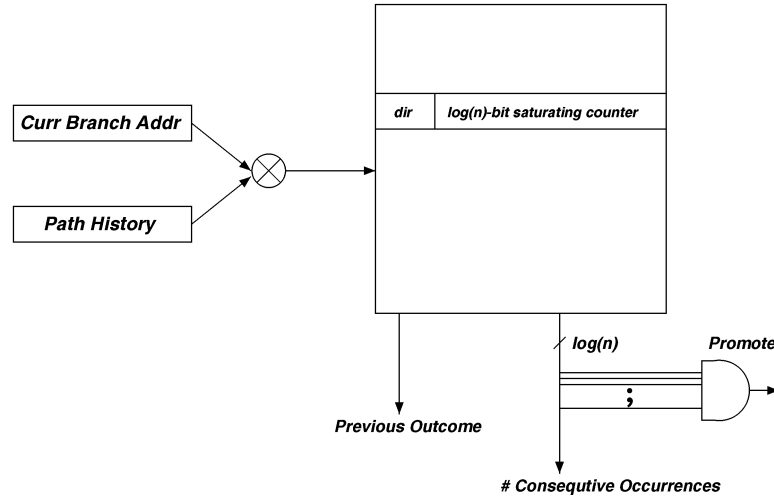 dir
log(n)-bit saturating counter
Curr Branch Addr
Path History
log(n)
Promote
;
Previous Outcome
# Consequtive Occurrences